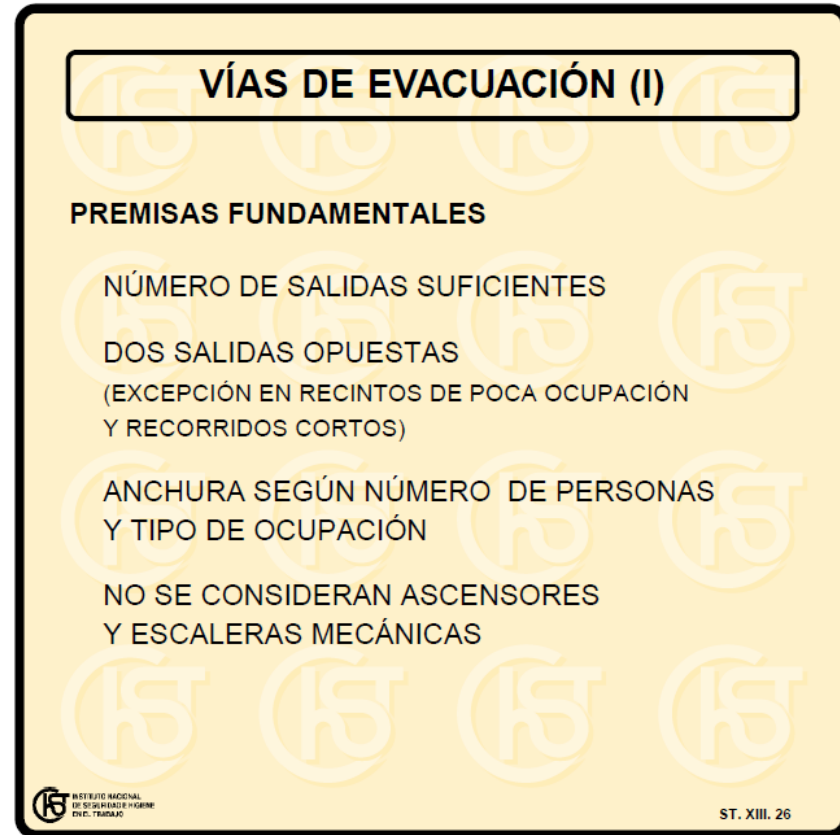 VÍAS DE EVACUACIÓN (I)
PREMISAS FUNDAMENTALES
NÚMERO DE SALIDAS SUFICIENTES
DOS SALIDAS OPUESTAS
(EXCEPCIÓN EN RECINTOS DE POCA OCUPACIÓN
Y RECORRIDOS CORTOS)
ANCHURA SEGÚN NÚMERO DE PERSONAS
Y TIPO DE OCUPACIÓN
NO SE CONSIDERAN ASCENSORES
Y ESCALERAS MECÁNICAS
INSTITUTO NACIONAL
DE SEGURIDAD E HIGIENE
EN EL TRABAJO
ST. XIII. 26